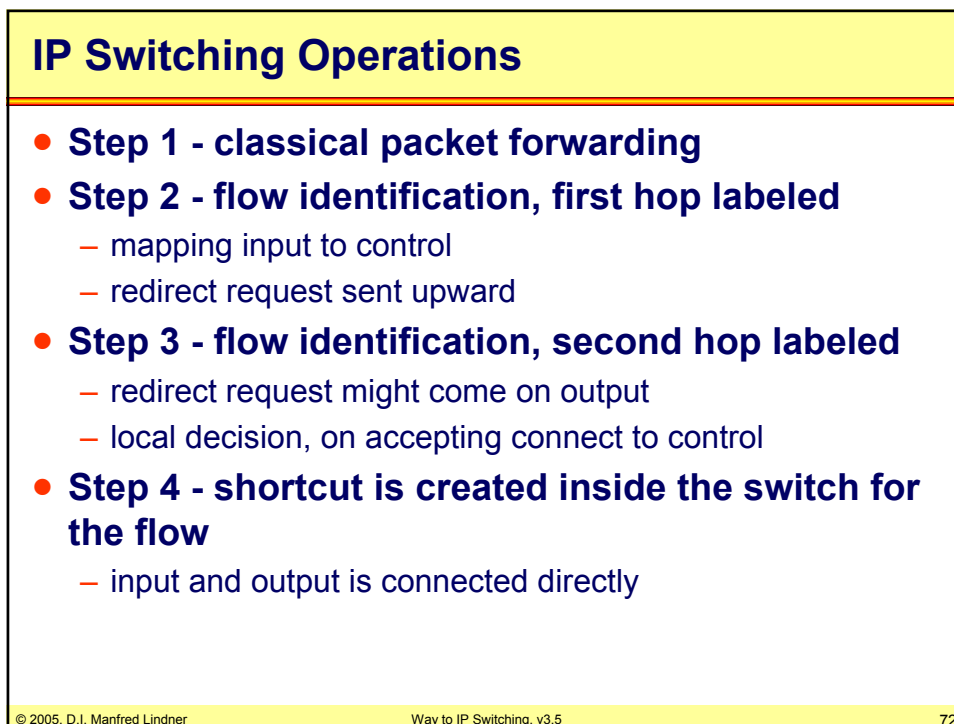 IP Switching Operations
• Step 1 - classical packet forwarding
• Step 2 - flow identification, first hop labeled
– mapping input to control
– redirect request sent upward
• Step 3 - flow identification, second hop labeled
– redirect request might come on output
– local decision, on accepting connect to control
• Step 4 - shortcut is created inside the switch for
the flow
– input and output is connected directly
© 2005, D.I. Manfred Lindner
Way to IP Switching, v3.5
72